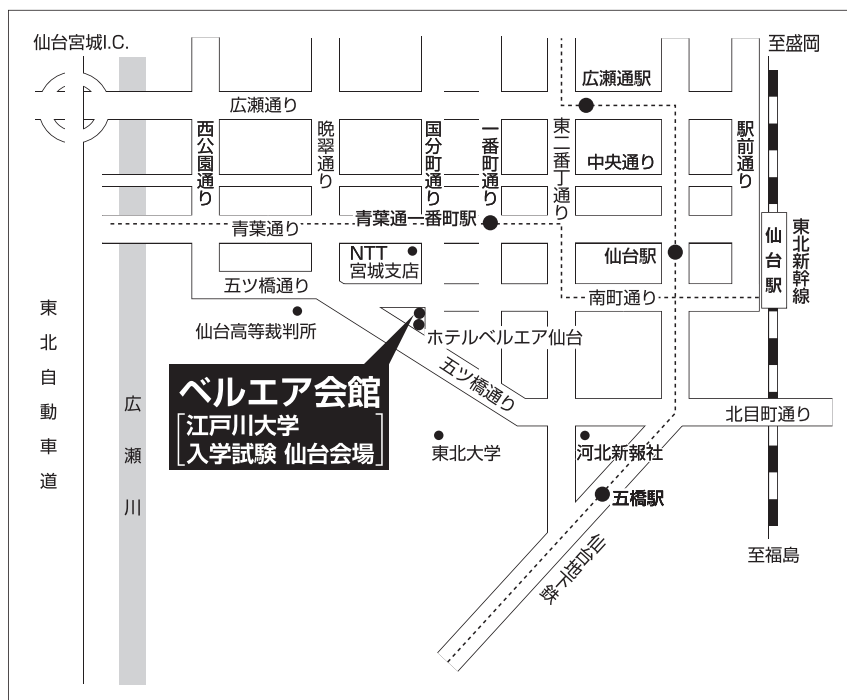 仙台宮城I.C.
至盛岡
広瀬通駅
広瀬通り
西公園通り
晩翠通り
国分町通り
一番町通り
東二番丁通り
中央通り
駅前通り
青葉通り
青葉通一番町駅
NTT
宮城支店
仙台駅
仙台駅
東北新幹線
五ツ橋通り
南町通り
仙台高等裁判所
ホテルベルエア仙台
東北自動車道
広瀬川
ベルエア会館
[江戸川大学
入学試験 仙台会場]
五ツ橋通り
北目町通り
東北大学
河北新報社
五橋駅
仙台地下鉄
至福島